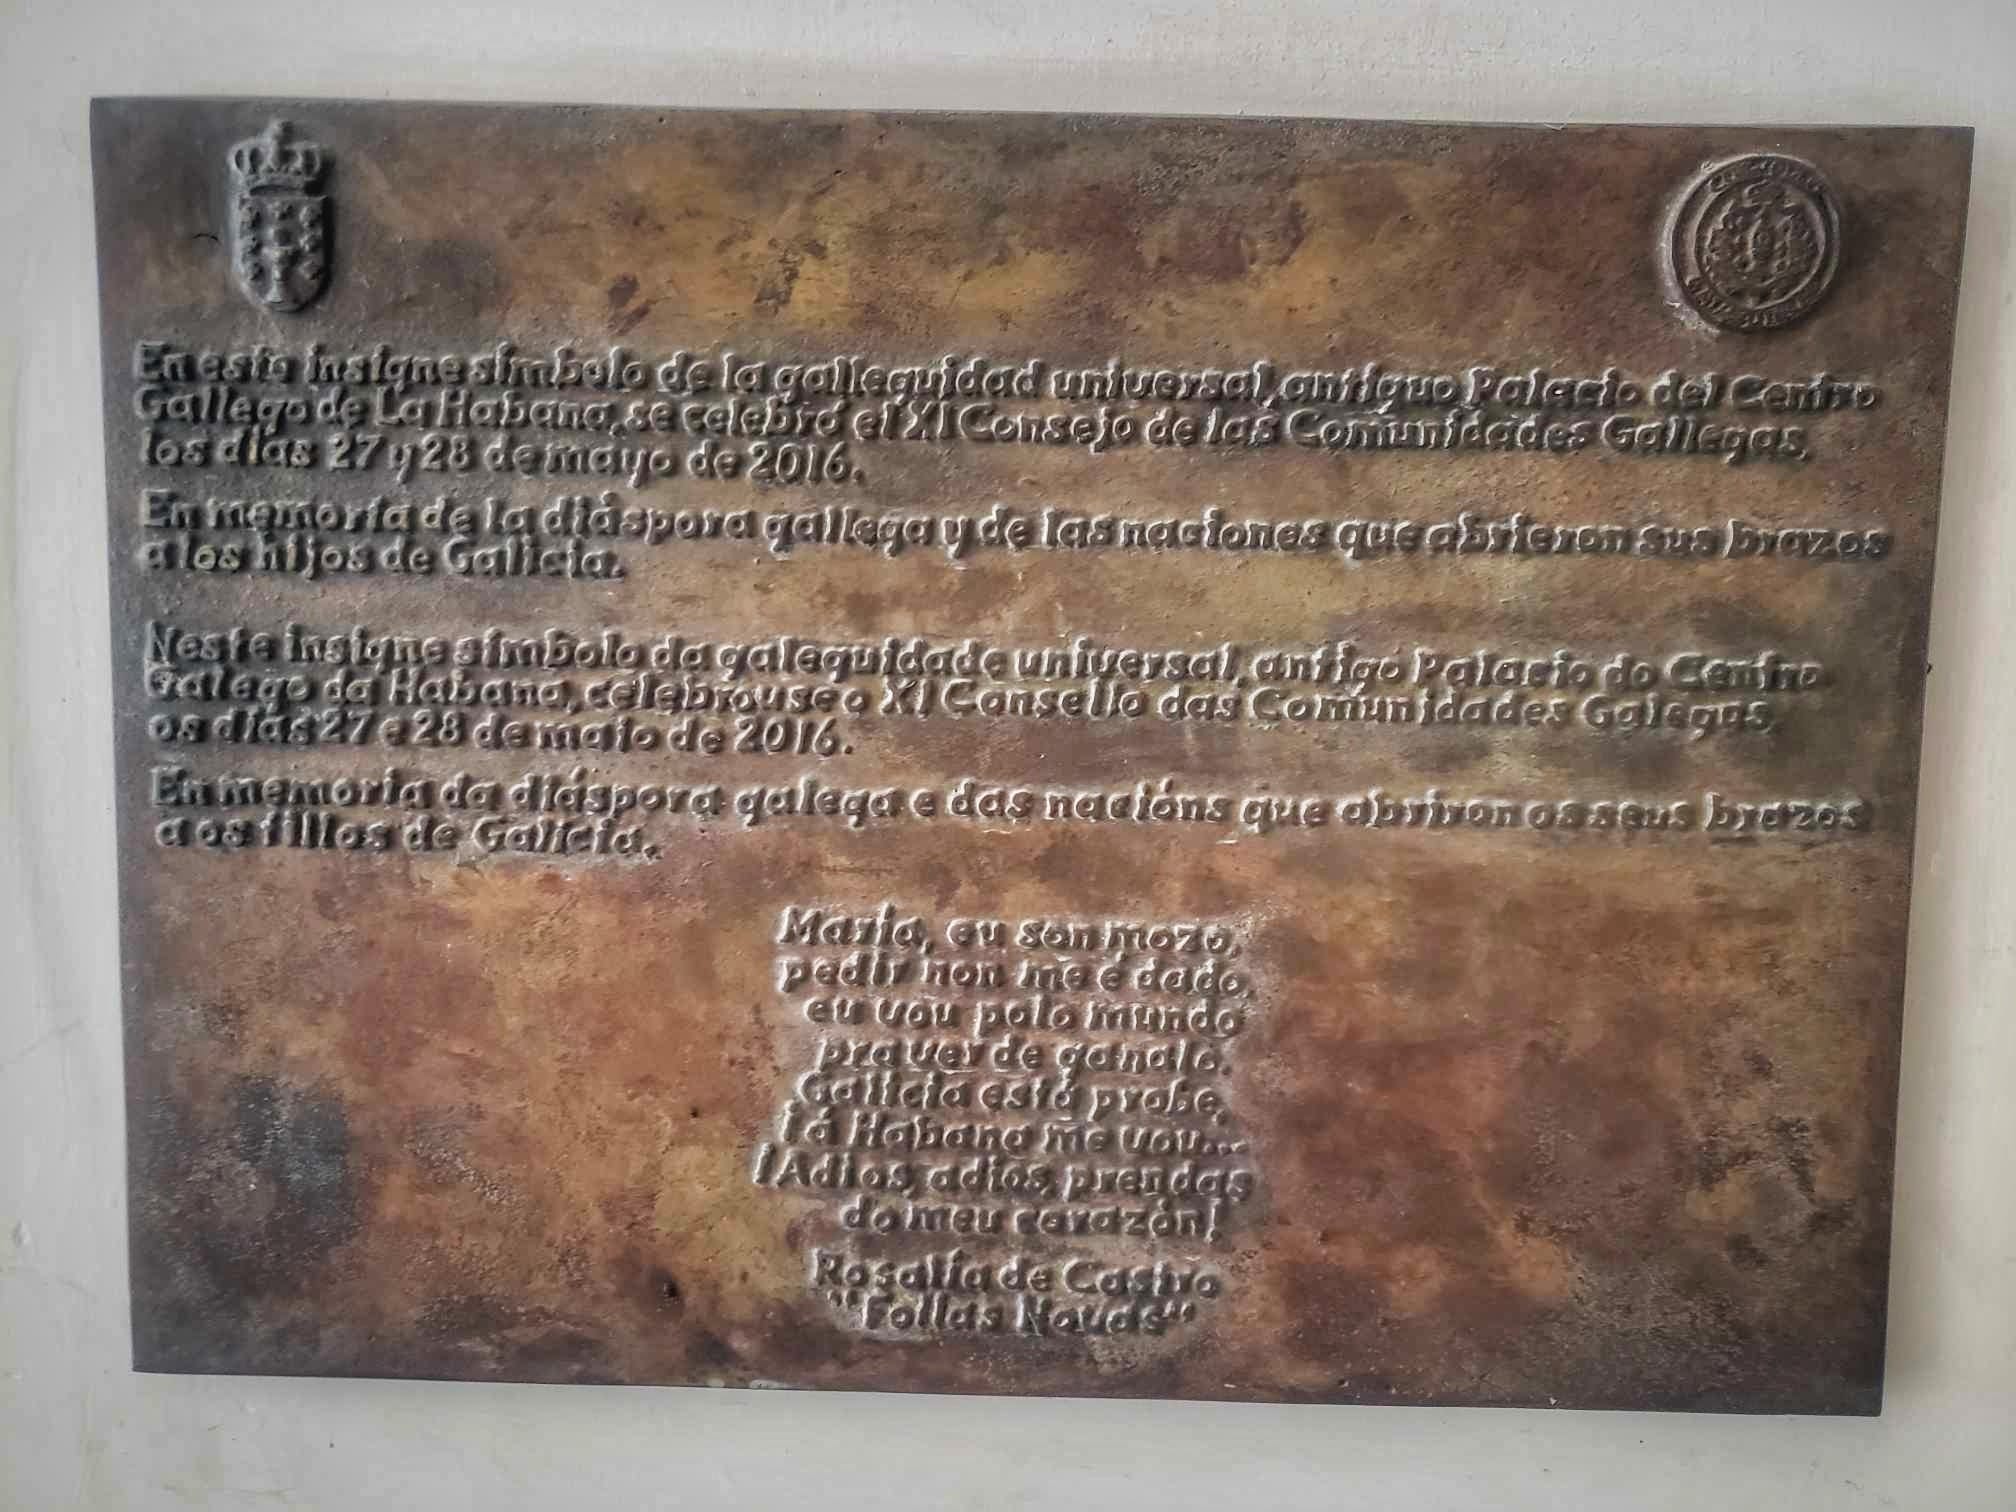 En este insigne símbolo de la galleguidad universal, antiguo Palacio del Centro
Gallego de La Habana, se celebró el XI Consejo de las Comunidades Gallegas,
los días 27 y 28 de mayo de 2016.
En memoria de la diáspora gallega y de las naciones que abrieron sus brazos
a los hijos de Galicia.
Neste insigne símbolo da galeguidade universal, antigo Palacio do Centro
Galego da Habana, celebrouse o XI Consello das Comunidades Galegas,
os días 27 e 28 de maio de 2016.
En memoria da diáspora galega e das nacións que abriron os seus brazos
aos fillos de Galicia.
María, eu son mozo,
pedir non me é dado,
eu vou polo mundo
pra ver de ganalo.
Galicia está probe,
i á Habana me vou...
¡Adios, adios, prendas
do meu corazón!
Rosalía de Castro
"Follas Novas"